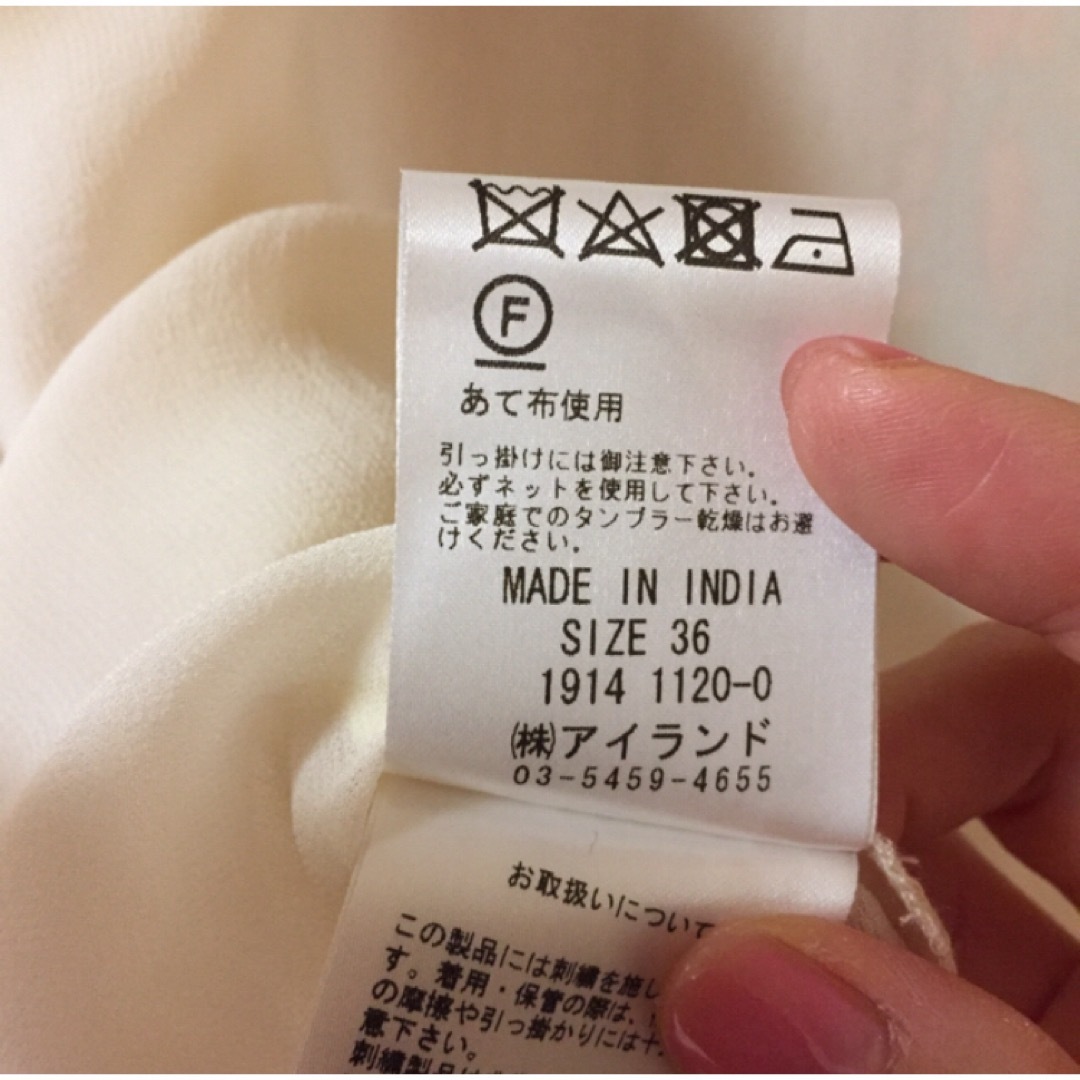 F
あて布使用
引っ掛けには御注意下さい。
必ずネットを使用して下さい。
ご家庭でのタンブラー乾燥はお避
けください。
MADE IN INDIA
SIZE 36
1914 1120-0
㈱アイランド
03-5459-4655
お取扱いについて
この製品には刺繍を施し
す。着用・保管の際は、
の摩擦や引っ掛かりには十
意下さい。
刺繍製品は